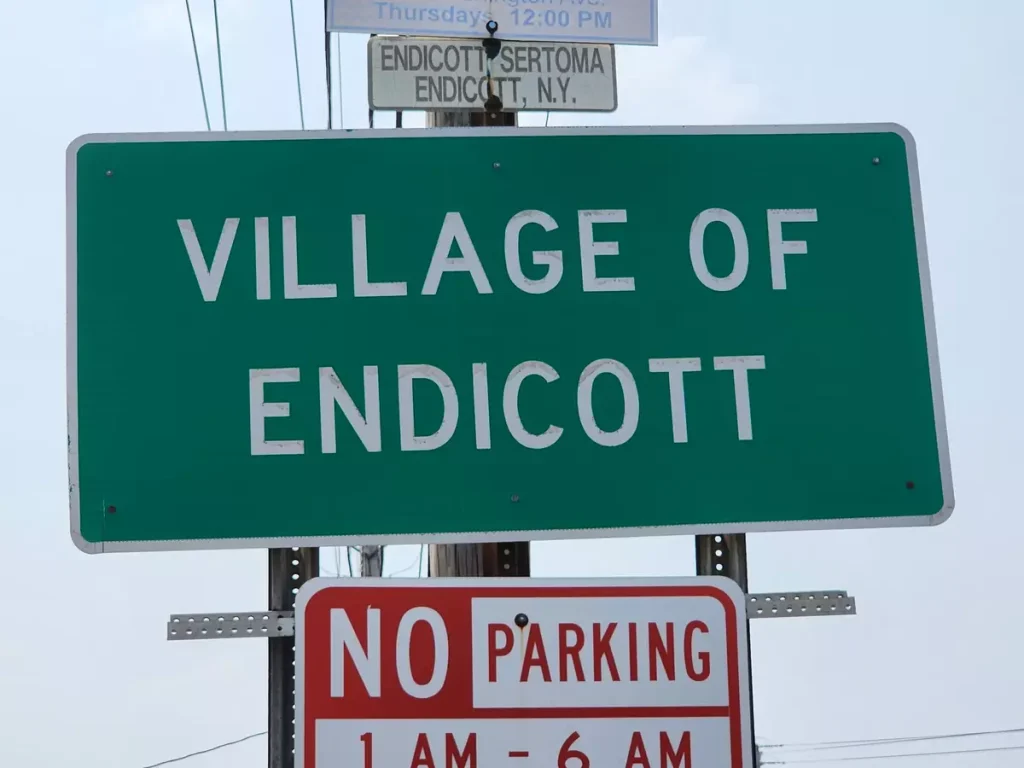 Thursdays 12:00 PM
ENDICOTT SERTOMA
ENDICOTT, N.Y.
VILLAGE OF
ENDICOTT
NO PARKING
1 AM - 6 AM